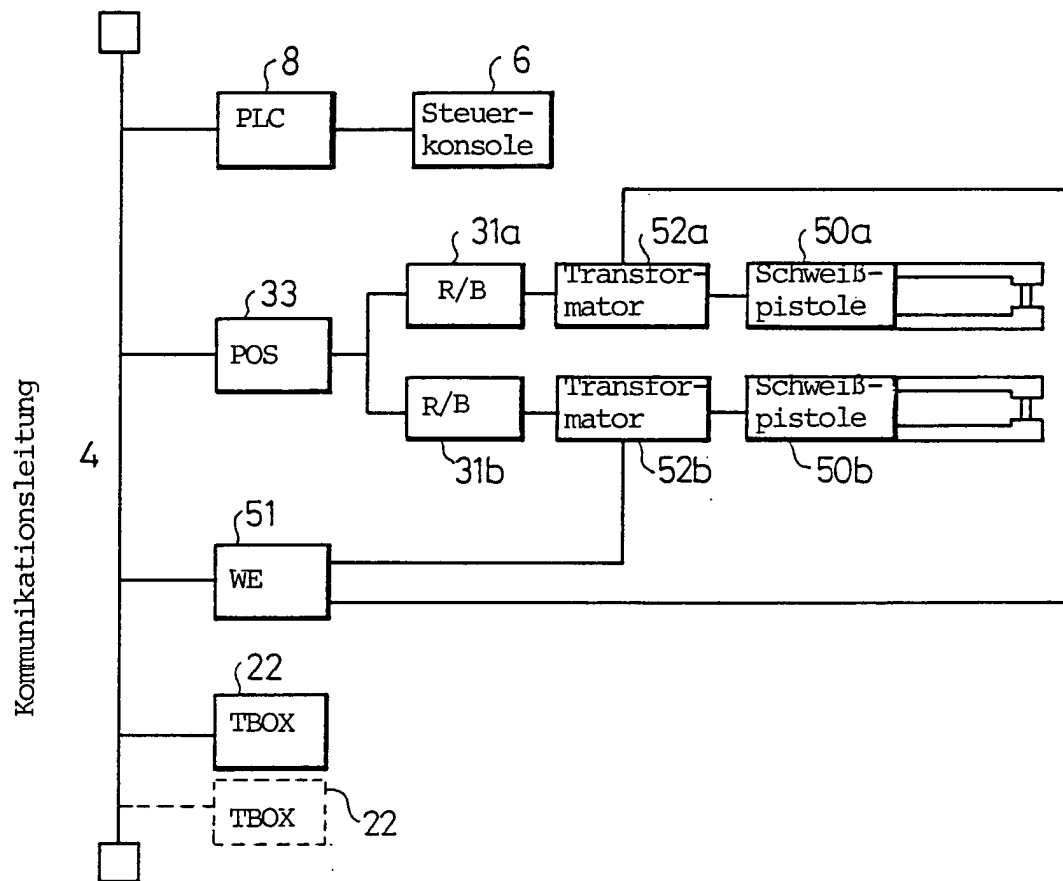 8
6
PLC
Steuer-
konsole
31a
52a
50a
R/B
Transfor-
mator
Schweiß-
pistole
33
POS
R/B
Transfor-
mator
Schweiß-
pistole
31b
52b
50b
Kommunikationsleitung
4
51
WE
22
TBOX
TBOX
22